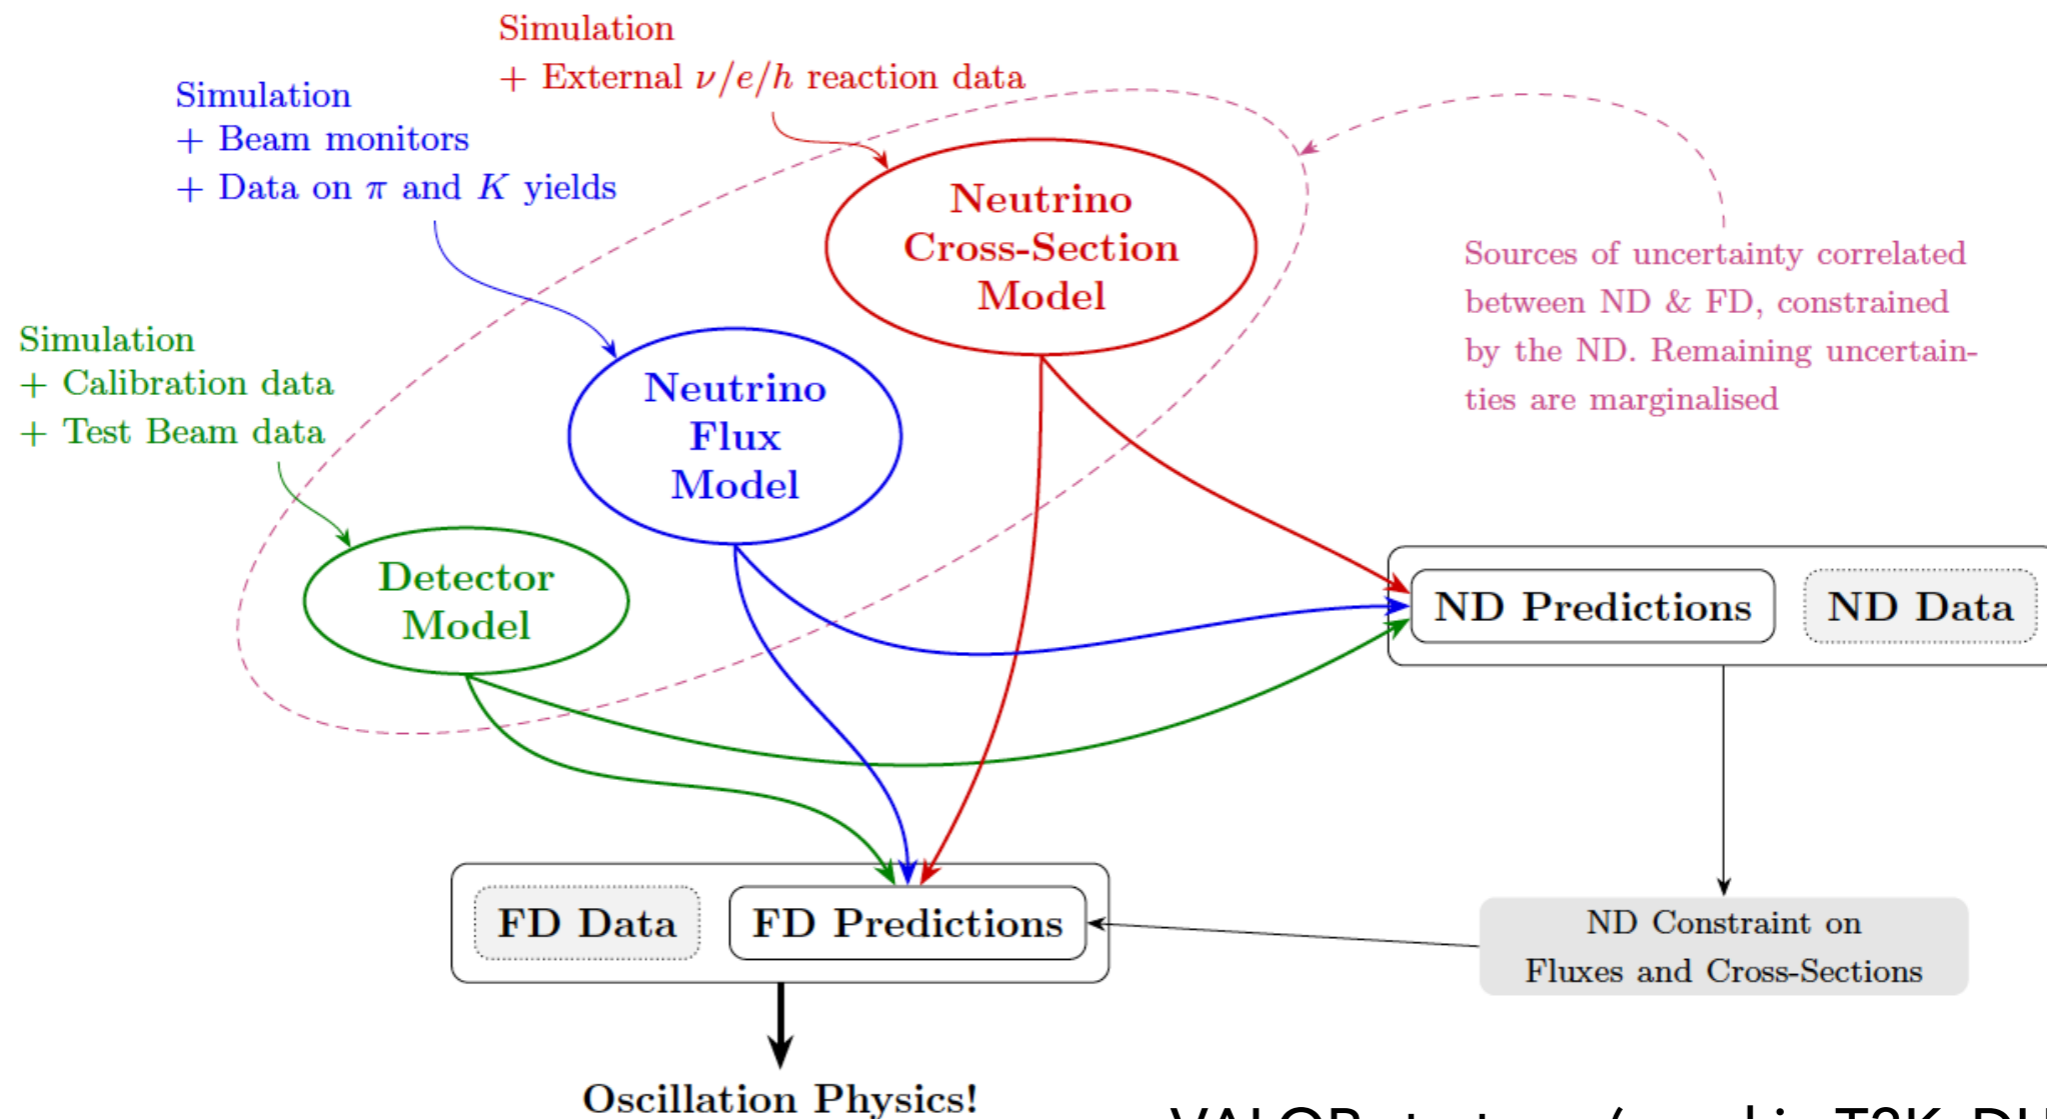 Simulation
+ External ν/e/h reaction data
Simulation
+ Beam monitors
+ Data on π and K yields
Simulation
+ Calibration data
+ Test Beam data
Neutrino
Cross-Section
Model
Neutrino
Flux
Model
Detector
Model
Sources of uncertainty correlated
between ND & FD, constrained
by the ND. Remaining uncertain-
ties are marginalised
ND Predictions
ND Data
FD Data
FD Predictions
ND Constraint on
Fluxes and Cross-Sections
Oscillation Physics!